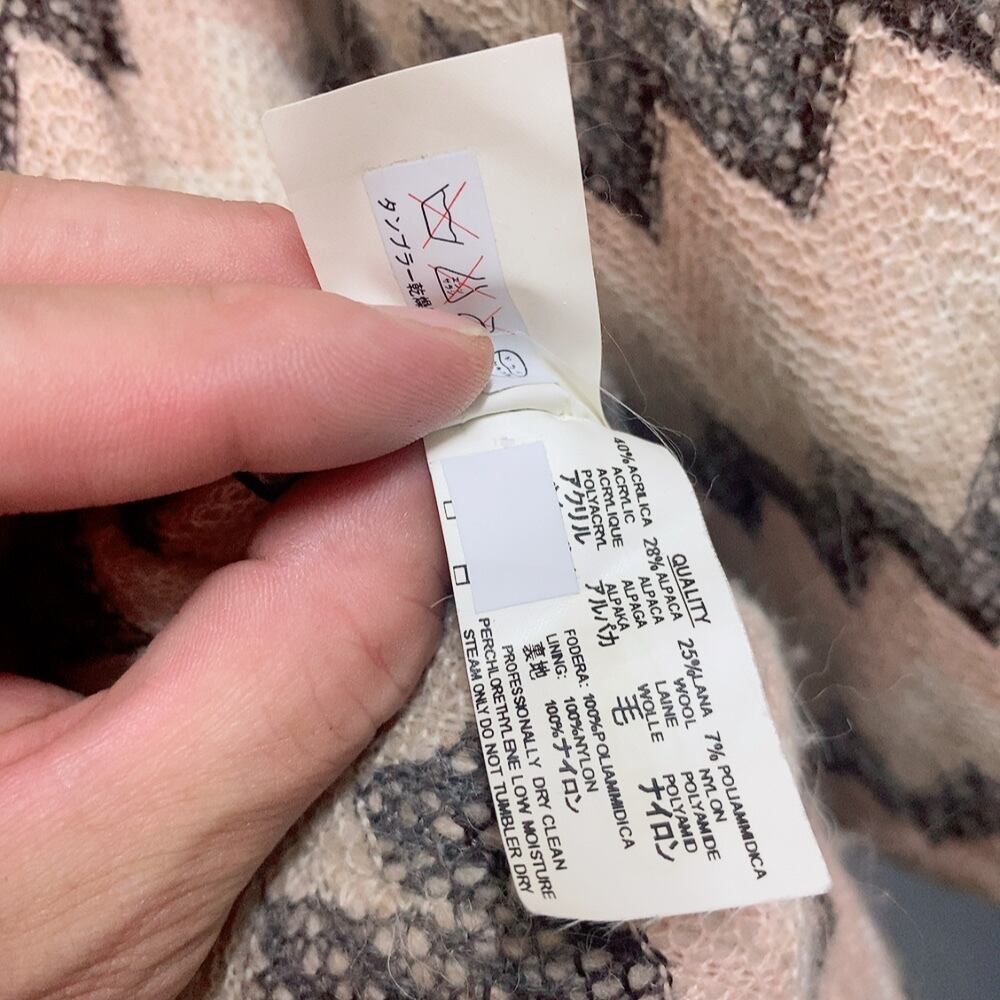 タンブラー乾燥
QUALITY
40%ACRILICA 28%ALPACA 25%LANA 7% POLIAMMIDICA
ACRYLIC ALPACA WOOL NYLON
ACRYLIQUE ALPAGA LAINE POLYAMIDE
POLYACRYL ALPAKA WOLLE POLYAMID
アクリル アルパカ 毛 ナイロン
FODERA: 100%POLIAMMIDICA
LINING: 100%NYLON
裏地 100%ナイロン
PROFESSIONALLY DRY CLEAN
PERCHLORETHYLENE LOW MOISTURE
STEAM ONLY DO NOT TUMBLER DRY